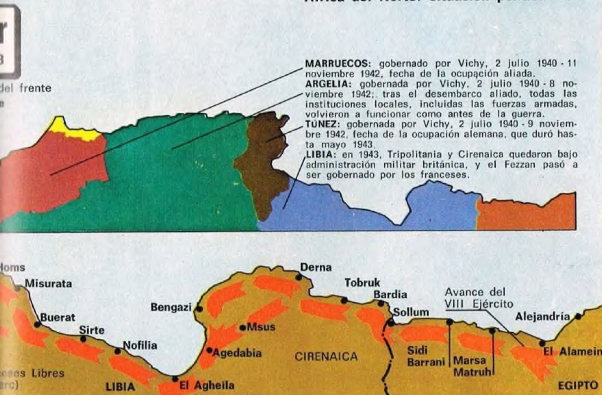 África del Norte: situación
r
3
del frente
MARRUECOS: gobernado por Vichy, 2 julio 1940 - 11
noviembre 1942, fecha de la ocupación aliada.
ARGELIA: gobernada por Vichy, 2 julio 1940 - 8 no-
viembre 1942; tras el desembarco aliado, todas las
instituciones locales, incluidas las fuerzas armadas,
volvieron a funcionar como antes de la guerra.
TÚNEZ: gobernada por Vichy, 2 julio 1940 - 9 noviem-
bre 1942, fecha de la ocupación alemana, que duró has-
ta mayo 1943.
LIBIA: en 1943, Tripolitania y Cirenaica quedaron bajo
administración militar británica, y el Fezzan pasó a
ser gobernado por los franceses.
Homs
Misurata
Buerat
Sirte
Nofilia
Bengazi
Derna
Tobruk
Bardia
Sollum
Avance del
VIII Ejército
Alejandría
Msus
Agedabia
CIRENAICA
Sidi
Barrani
Marsa
Matruh
El Alamein
Libres
LIBIA
El Agheila
EGIPTO